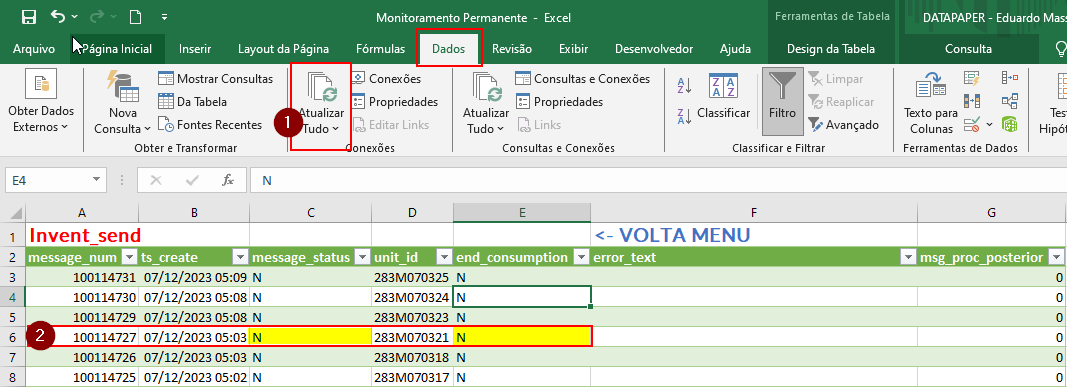 Monitoramento Permanente - Excel
Ferramentas de Tabela
DATAPAPER - Eduardo Mass
Arquivo
Página Inicial
Inserir
Layout da Página
Fórmulas
Dados
Revisão
Exibir
Desenvolvedor
Ajuda
Design da Tabela
Consulta
Obter Dados
Externos
Nova
Consulta
Mostrar Consultas
Da Tabela
Fontes Recentes
Obter e Transformar
1
Atualizar
Tudo
Conexões
Propriedades
Editar Links
Conexões
Atualizar
Tudo
Consultas e Conexões
Propriedades
Links
Consultas e Conexões
Classificar
Filtro
Limpar
Reaplicar
Avançado
Classificar e Filtrar
Texto para
Colunas
Ferramentas de Dados
Test
Hipót
E4
fx
N
A B C D E F G
1 Invent_send <- VOLTA MENU
2 message_num ts_create message_status unit_id end_consumption error_text msg_proc_posterior
3 100114731 07/12/2023 05:09 N 283M070325 N 0
4 100114730 07/12/2023 05:08 N 283M070324 N 0
5 100114729 07/12/2023 05:08 N 283M070323 N 0
2
6 100114727 07/12/2023 05:03 N 283M070321 N 0
7 100114726 07/12/2023 05:03 N 283M070318 N 0
8 100114725 07/12/2023 05:02 N 283M070317 N 0